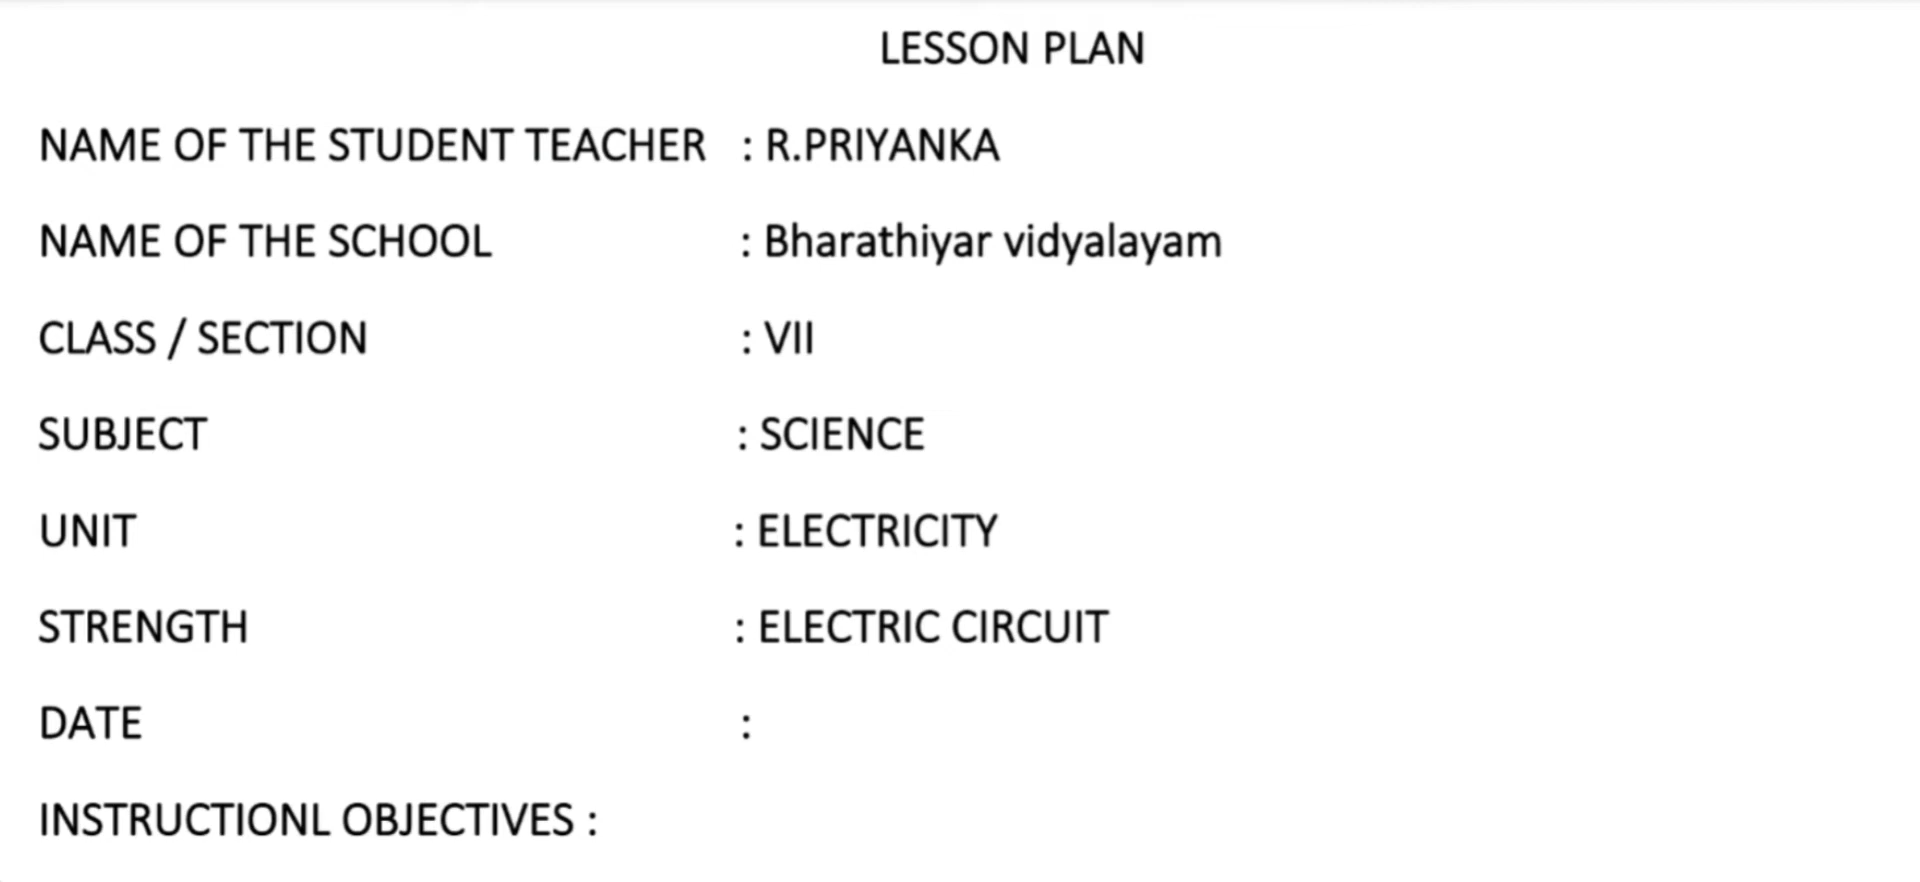 LESSON PLAN
NAME OF THE STUDENT TEACHER : R.PRIYANKA
NAME OF THE SCHOOL : Bharathiyar vidyalayam
CLASS / SECTION : VII
SUBJECT : SCIENCE
UNIT : ELECTRICITY
STRENGTH : ELECTRIC CIRCUIT
DATE :
INSTRUCTIONL OBJECTIVES :